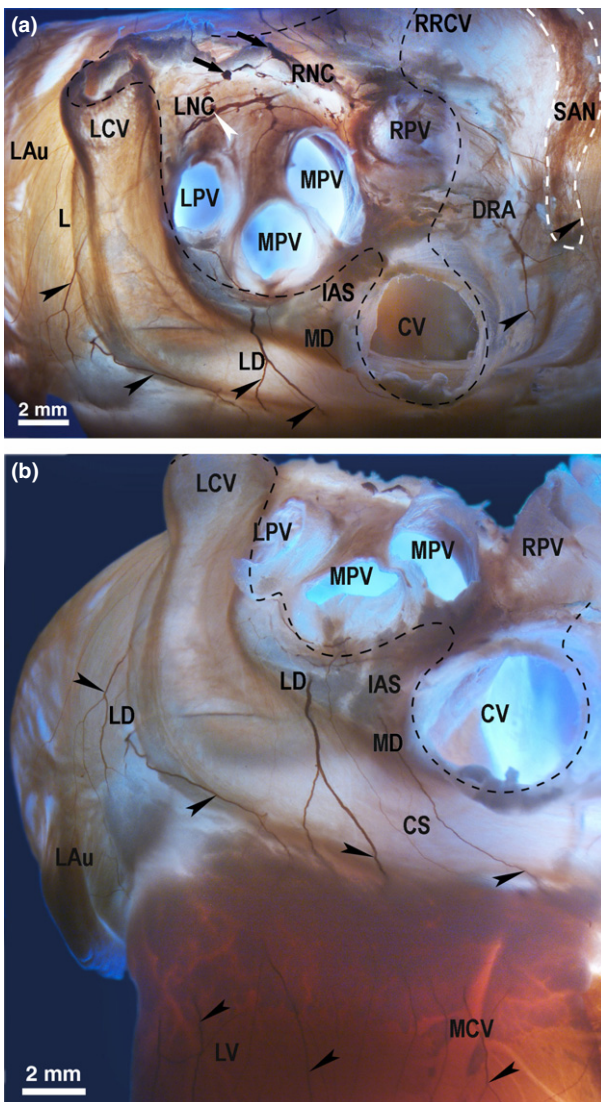 (a)
RRCV
RNC
SAN
LNC
LCV
RPV
LAu
LPV
MPV
L
MPV
DRA
IAS
CV
MD
LD
2 mm
(b)
LCV
LPV
MPV
RPV
MPV
LD
IAS
CV
LD
MD
CS
LAu
MCV
LV
2 mm